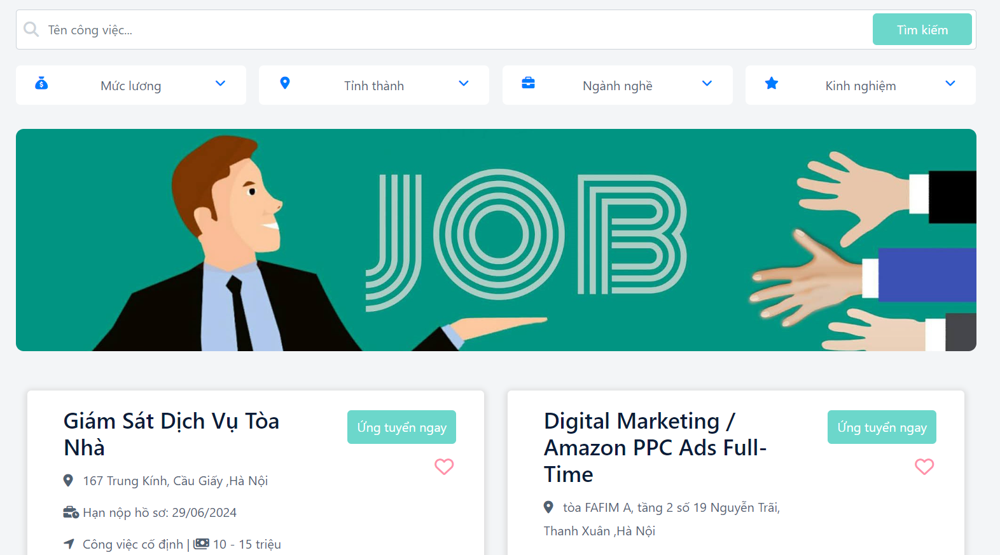 Tên công việc...
Tìm kiếm
Mức lương
Tỉnh thành
Ngành nghề
Kinh nghiệm
JOB
Giám Sát Dịch Vụ Tòa
Nhà
Ứng tuyển ngay
167 Trung Kính, Cầu Giấy ,Hà Nội
Hạn nộp hồ sơ: 29/06/2024
Công việc cố định | 10 - 15 triệu
Digital Marketing /
Amazon PPC Ads Full-
Time
Ứng tuyển ngay
tòa FAFIM A, tầng 2 số 19 Nguyễn Trãi,
Thanh Xuân ,Hà Nội